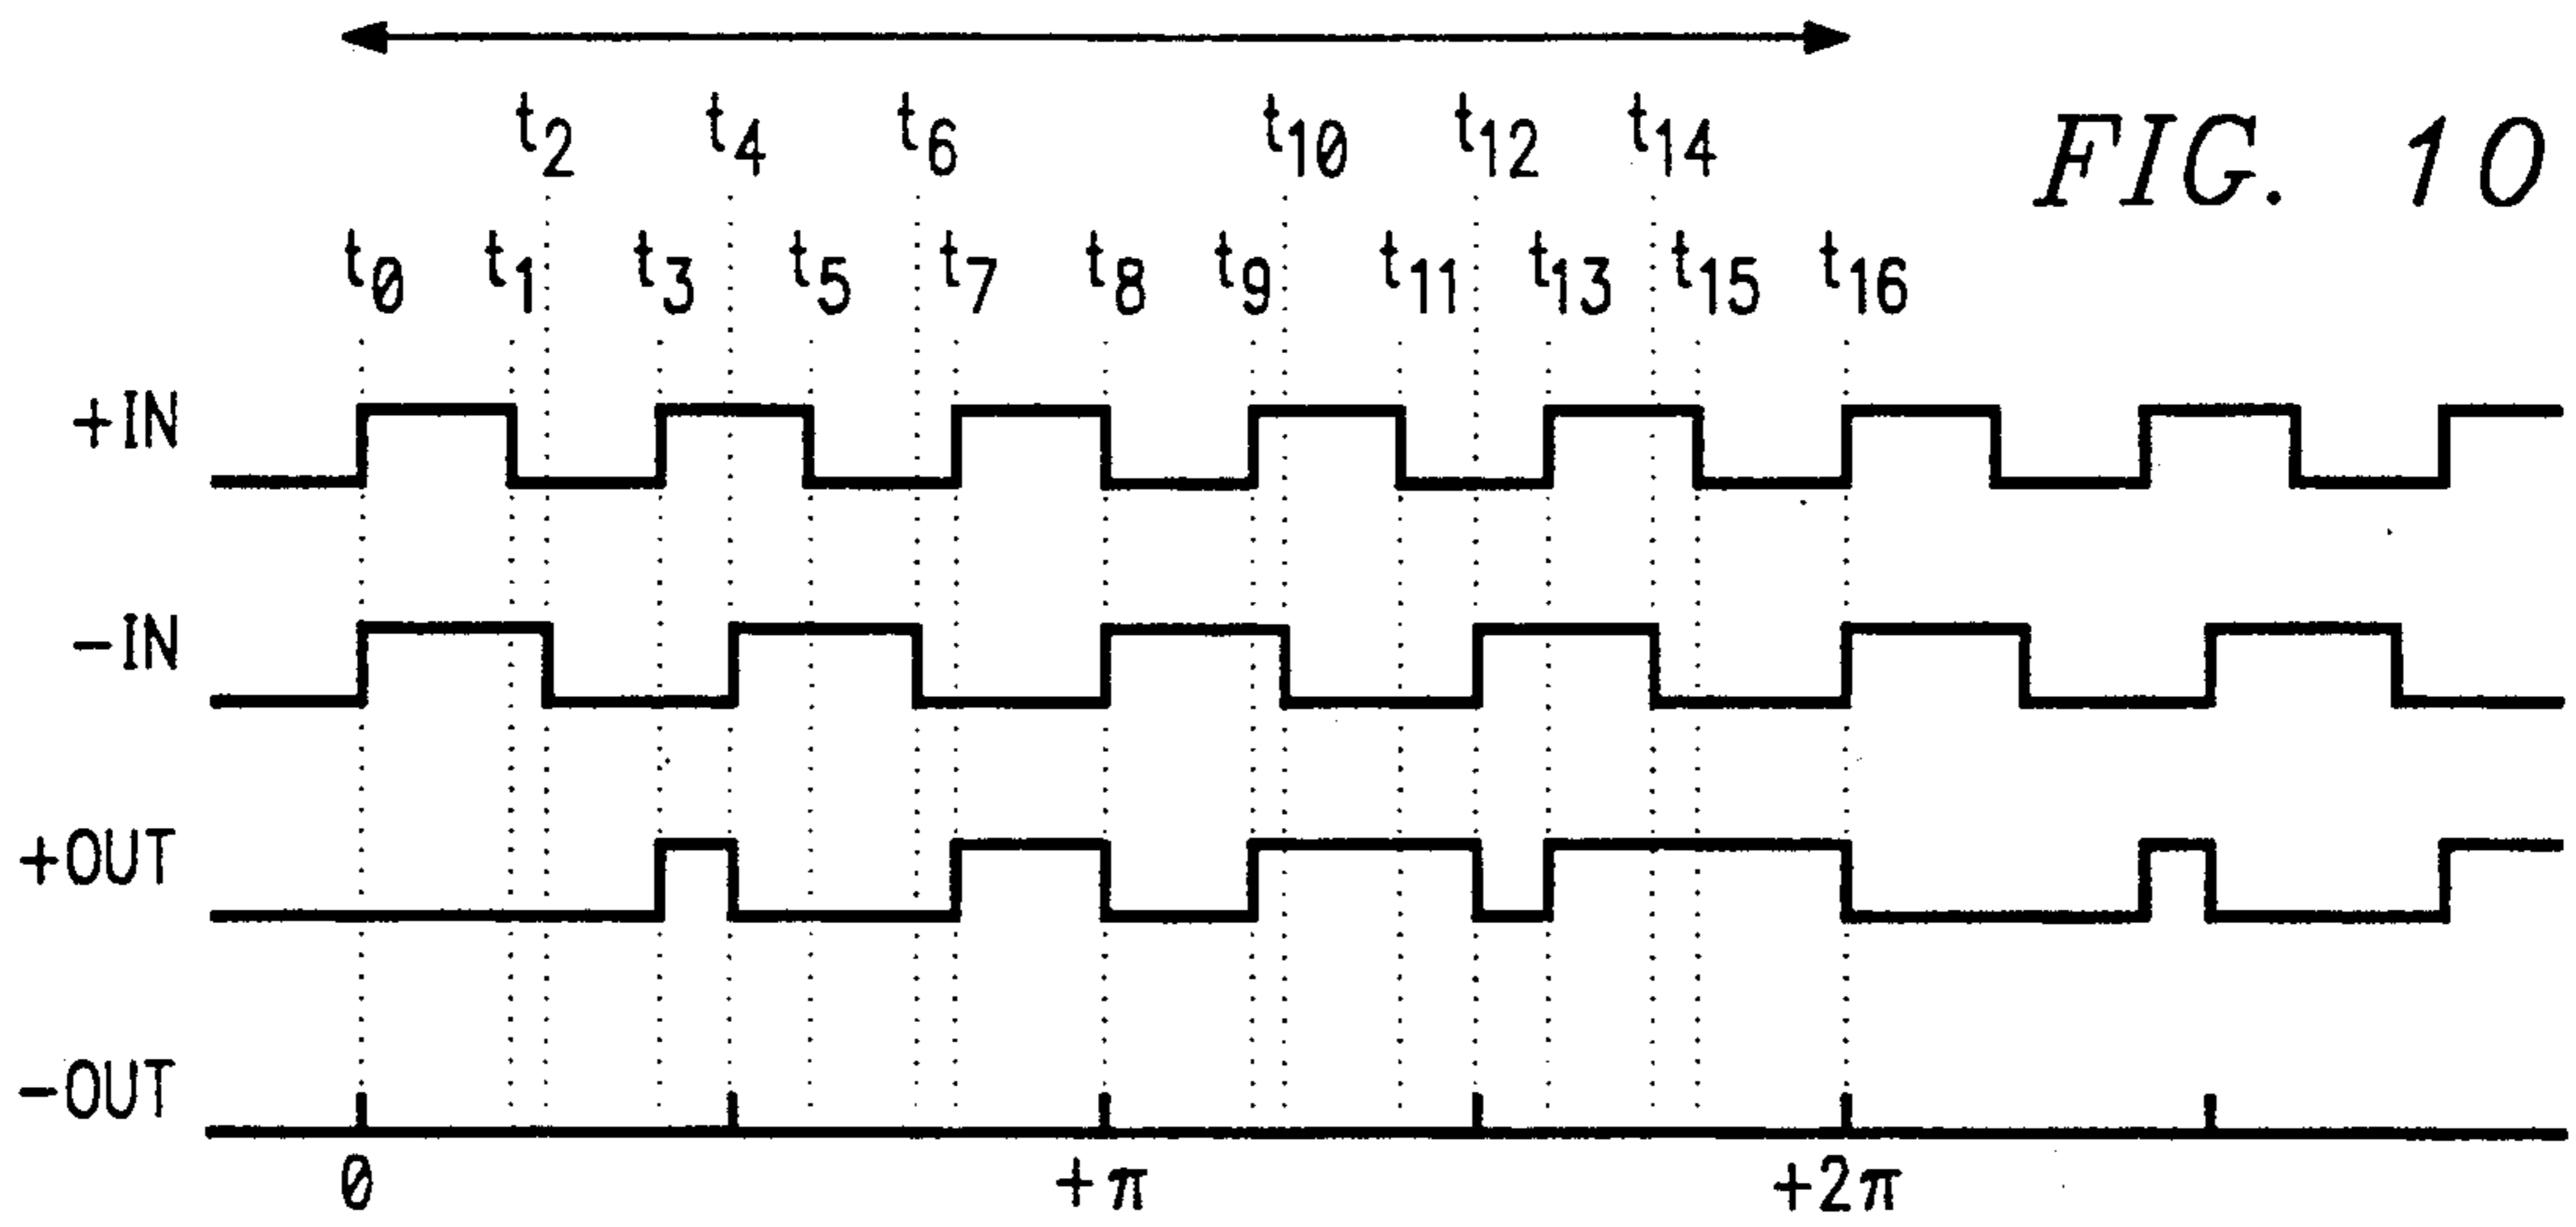 t2 t4 t6 t10 t12 t14
FIG. 10
t0 t1 t3 t5 t7 t8 t9 t11 t13 t15 t16
+IN
-IN
+OUT
-OUT
0 +π +2π